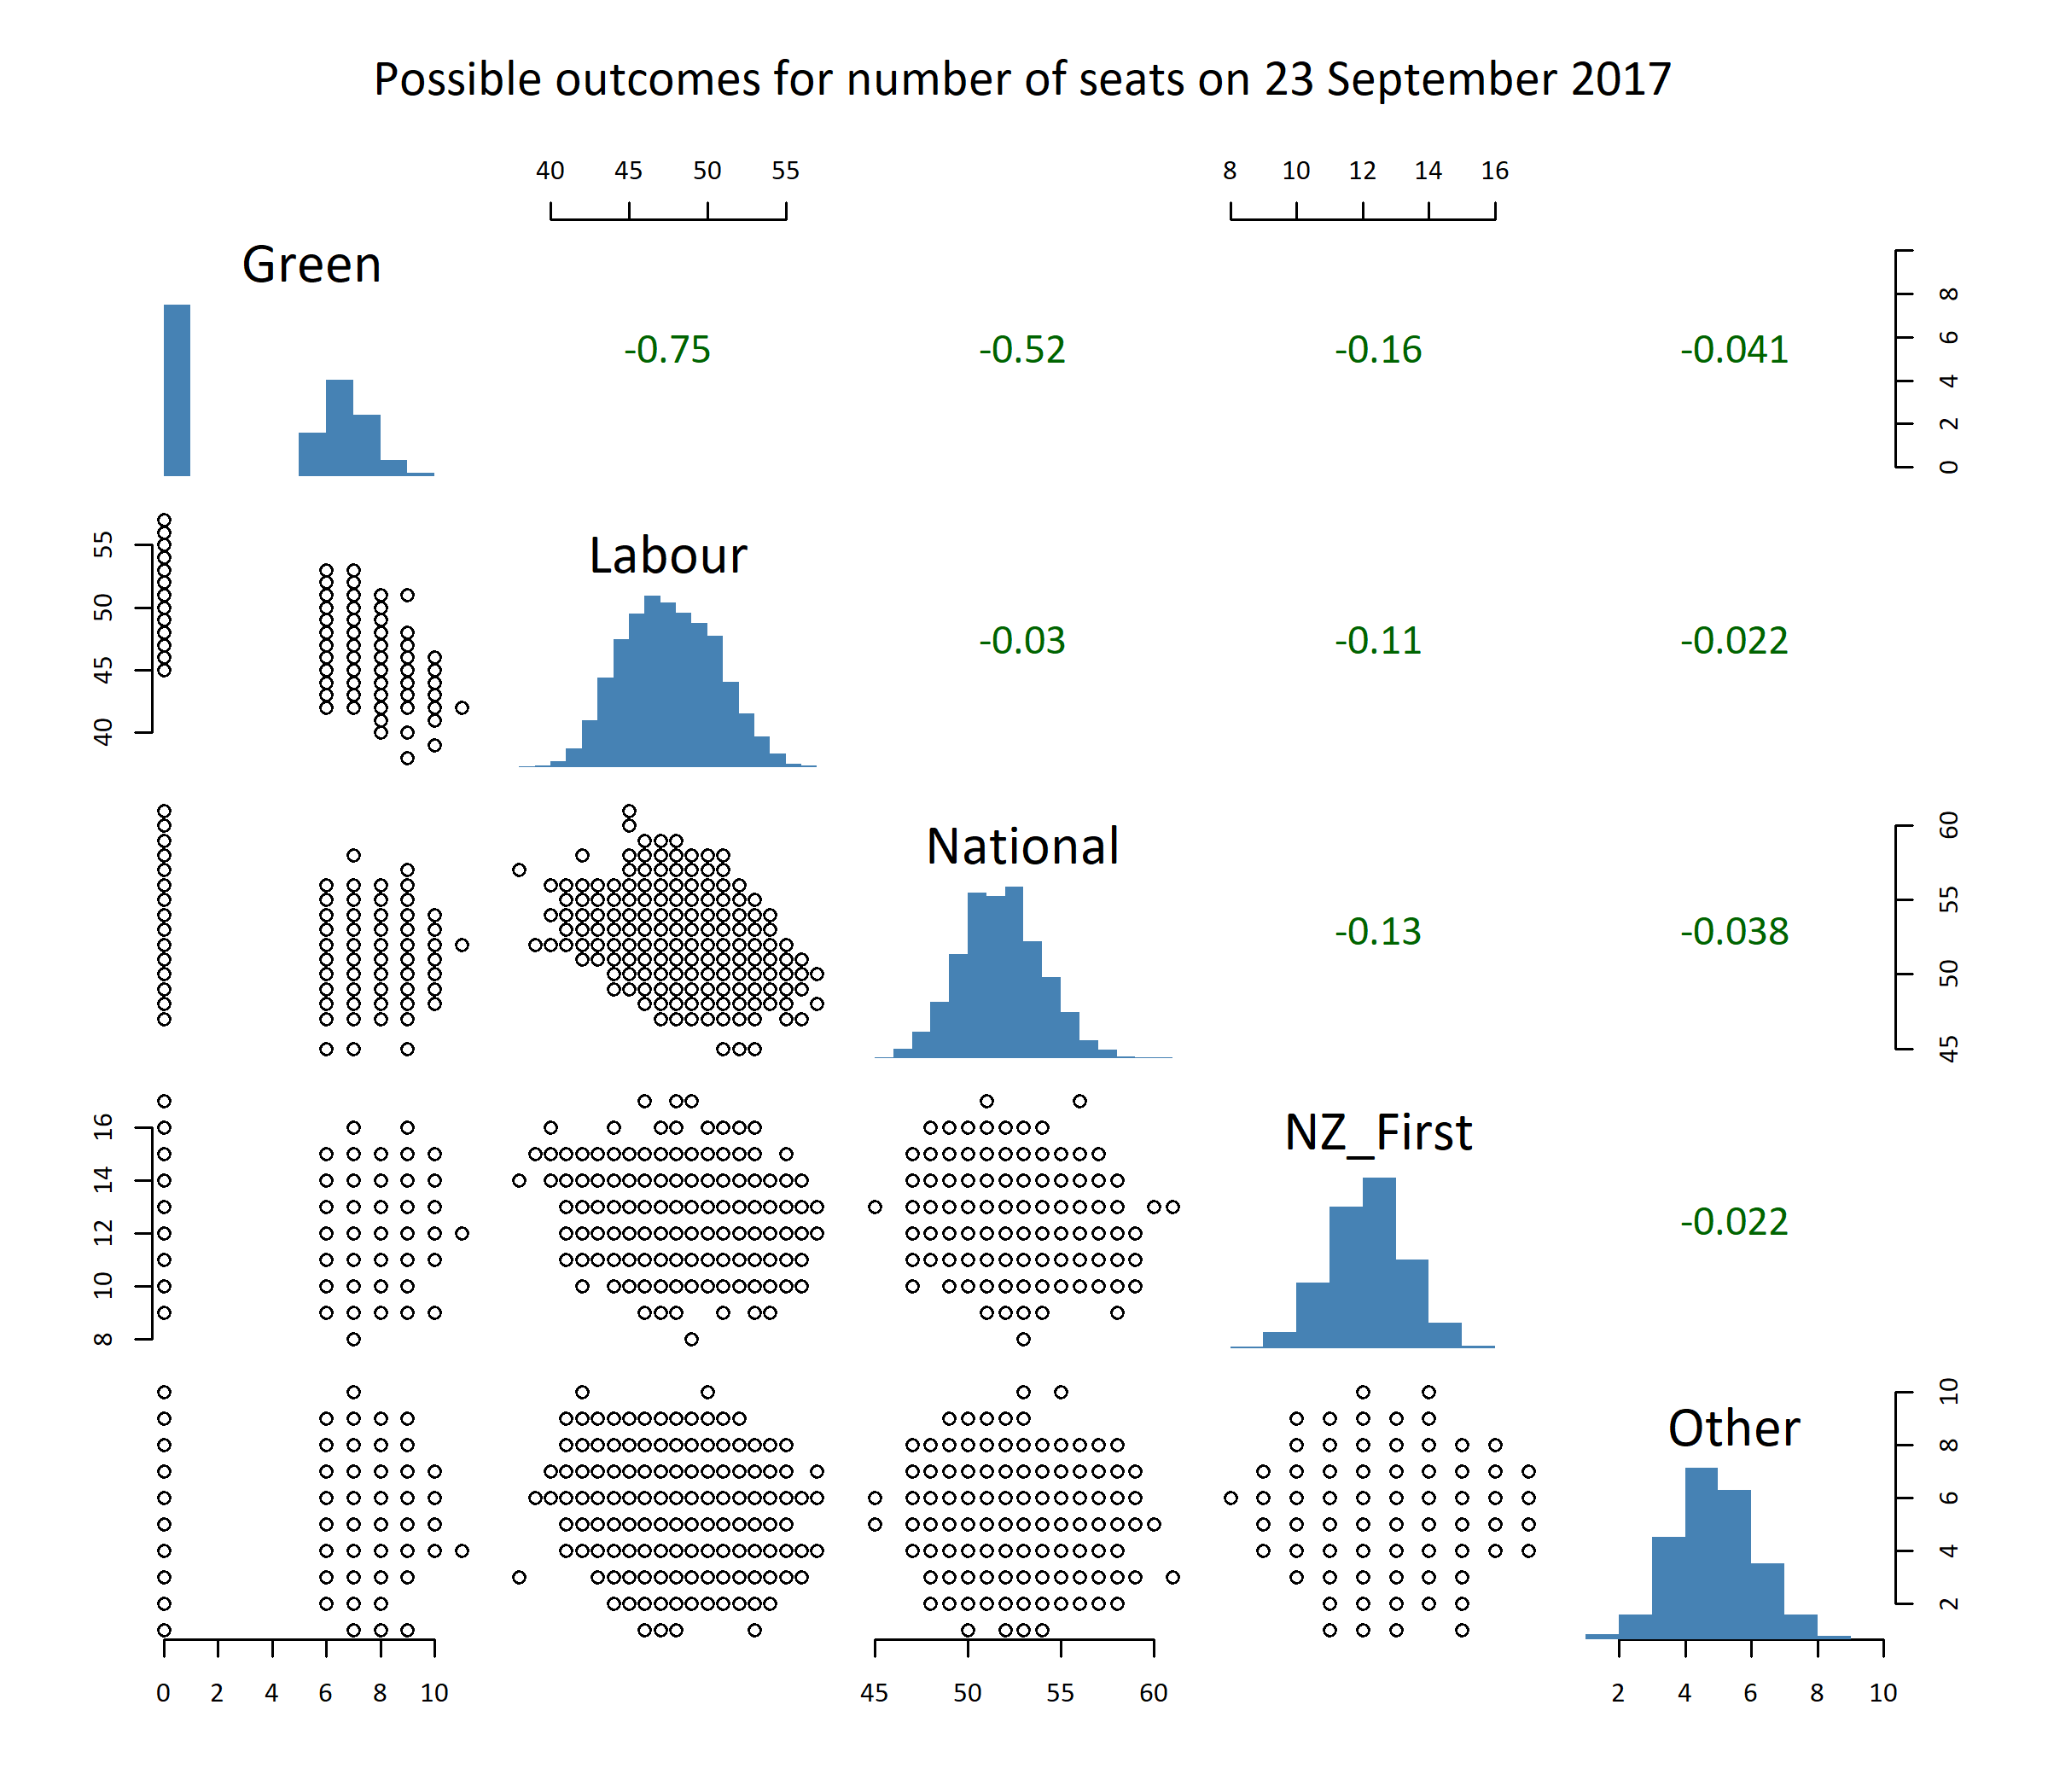 Possible outcomes for number of seats on 23 September 2017
40 45 50 55
8 10 12 14 16
Green
-0.75 -0.52 -0.16 -0.041
0 2 4 6 8
40 45 50 55
Labour
-0.03 -0.11 -0.022
National
-0.13 -0.038
45 50 55 60
8 10 12 14 16
NZ_First
-0.022
Other
2 4 6 8 10
0 2 4 6 8 10
45 50 55 60
2 4 6 8 10